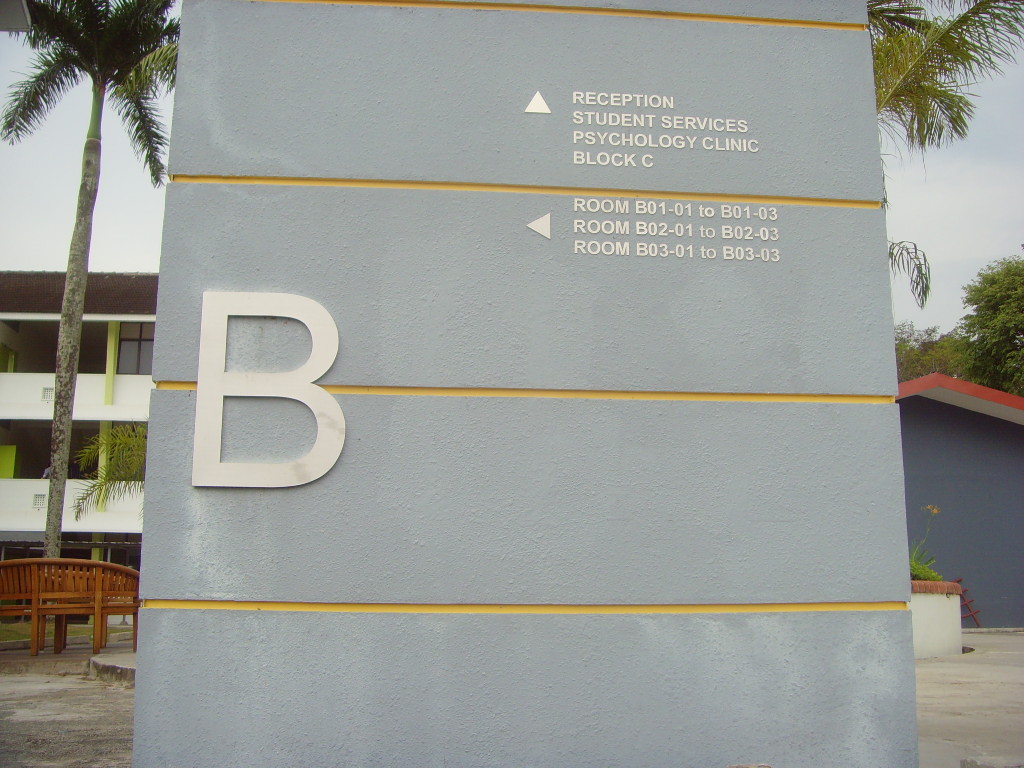 RECEPTION
STUDENT SERVICES
PSYCHOLOGY CLINIC
BLOCK C
ROOM B01-01 to B01-03
ROOM B02-01 to B02-03
ROOM B03-01 to B03-03
B